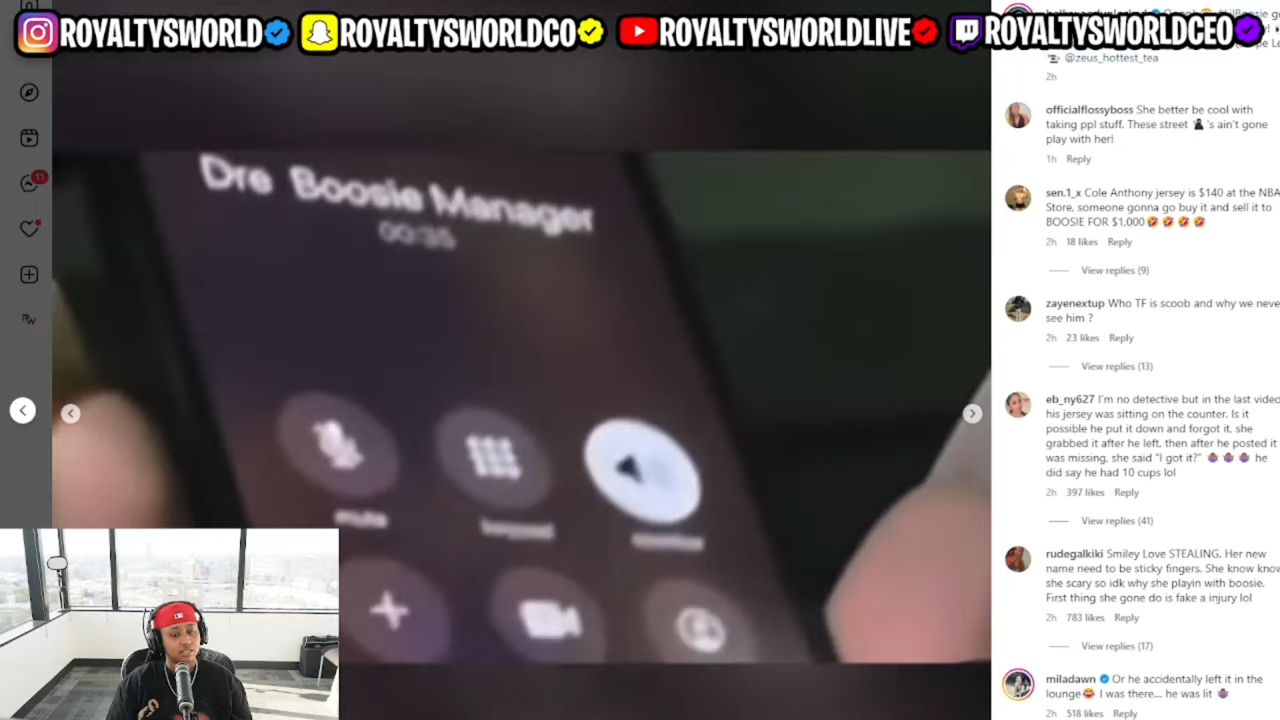 ROYALTYSWORLD
ROYALTYSWORLDCO
ROYALTYSWORLDLIVE
ROYALTYSWORLDCEO
@zeus_hottest_tea
2h
officialflossyboss She better be cool with
taking ppl stuff. These street 🥷's ain't gone
play with her!
1h Reply
sen.1_x Cole Anthony jersey is $140 at the NBA
Store, someone gonna go buy it and sell it to
BOOSIE FOR $1,000🤣🤣🤣🤣
2h 18 likes Reply
View replies (9)
zayenextup Who TF is scoob and why we neve
see him ?
2h 23 likes Reply
View replies (13)
eb_ny627 I'm no detective but in the last video
his jersey was sitting on the counter. Is it
possible he put it down and forgot it, she
grabbed it after he left, then after he posted it
was missing, she said "I got it?" 🤷🏽‍♀️ 🤷🏽‍♀️ 🤷🏽‍♀️ he
did say he had 10 cups lol
2h 397 likes Reply
View replies (41)
rudegalkiki Smiley Love STEALING. Her new
name need to be sticky fingers. She know know
she scary so idk why she playin with boosie.
First thing she gone do is fake a injury lol
2h 783 likes Reply
View replies (17)
miladawn Or he accidentally left it in the
lounge😂 I was there... he was lit 🤷🏽‍♀️
2h 518 likes Reply
11
Dre Boosie Manager
00:35
mute
keypad